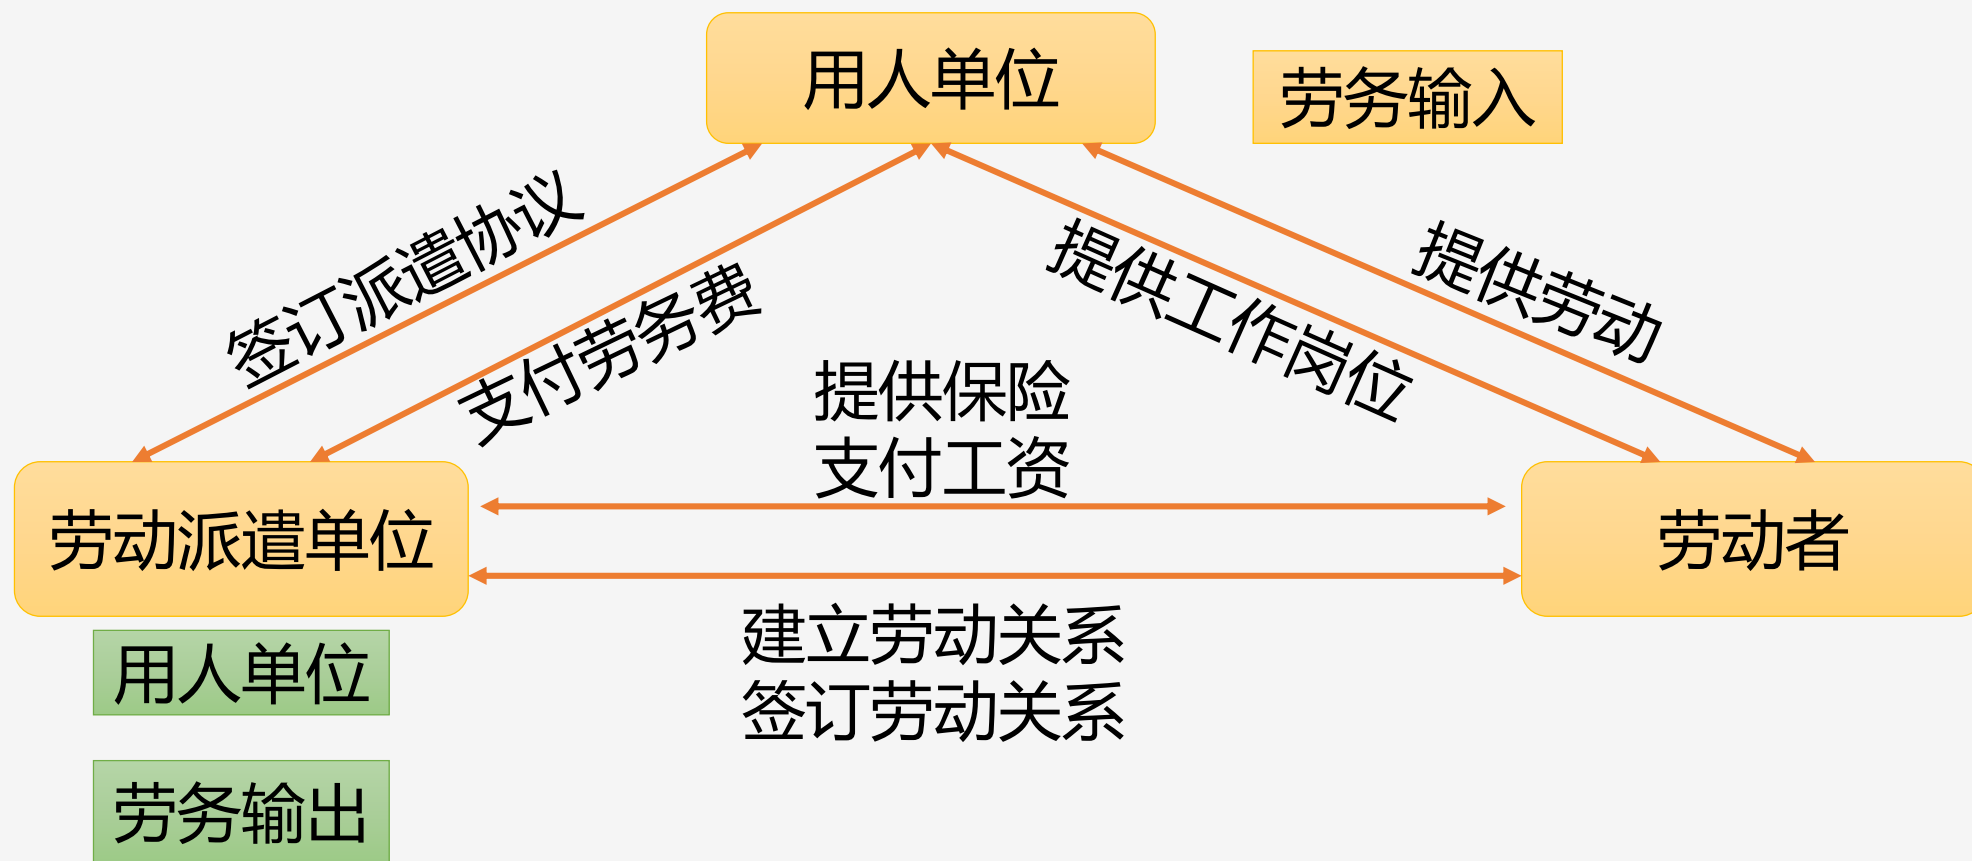 用人单位
劳务输入
签订派遣协议
支付劳务费
提供工作岗位
提供劳动
提供保险
支付工资
劳动派遣单位
劳动者
建立劳动关系
签订劳动关系
用人单位
劳务输出